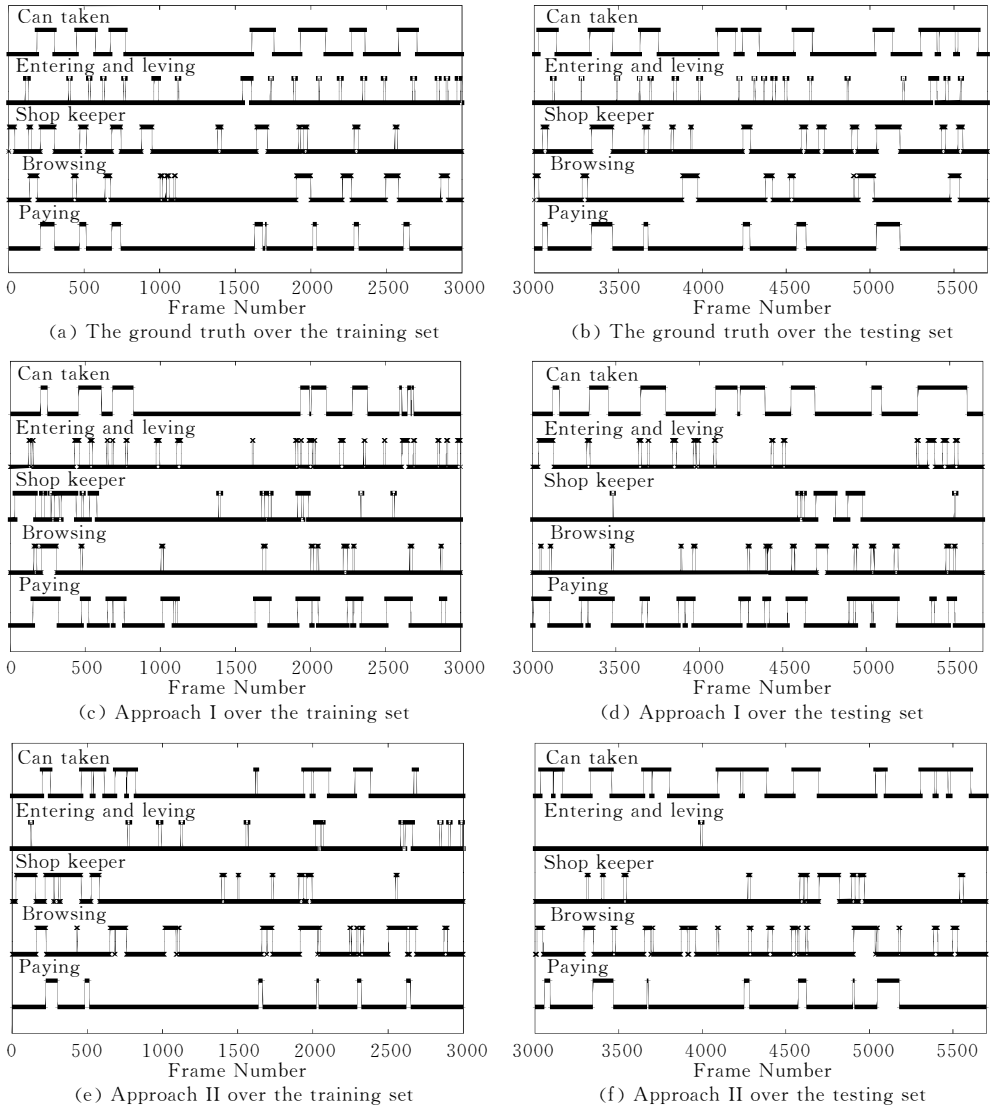 Can taken
Entering and leving
Shop keeper
Browsing
Paying
0 500 1000 1500 2000 2500 3000
Frame Number
(a) The ground truth over the training set
Can taken
Entering and leving
Shop keeper
Browsing
Paying
3000 3500 4000 4500 5000 5500
Frame Number
(b) The ground truth over the testing set
Can taken
Entering and leving
Shop keeper
Browsing
Paying
0 500 1000 1500 2000 2500 3000
Frame Number
(c) Approach I over the training set
Can taken
Entering and leving
Shop keeper
Browsing
Paying
3000 3500 4000 4500 5000 5500
Frame Number
(d) Approach I over the testing set
Can taken
Entering and leving
Shop keeper
Browsing
Paying
0 500 1000 1500 2000 2500 3000
Frame Number
(e) Approach II over the training set
Can taken
Entering and leving
Shop keeper
Browsing
Paying
3000 3500 4000 4500 5000 5500
Frame Number
(f) Approach II over the testing set